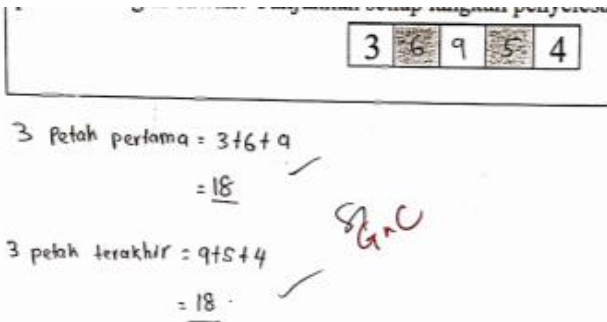 3 6 9 5 4
3 Petak pertama = 3+6+9
= 18
3 petak terakhir = 9+5+4
= 18